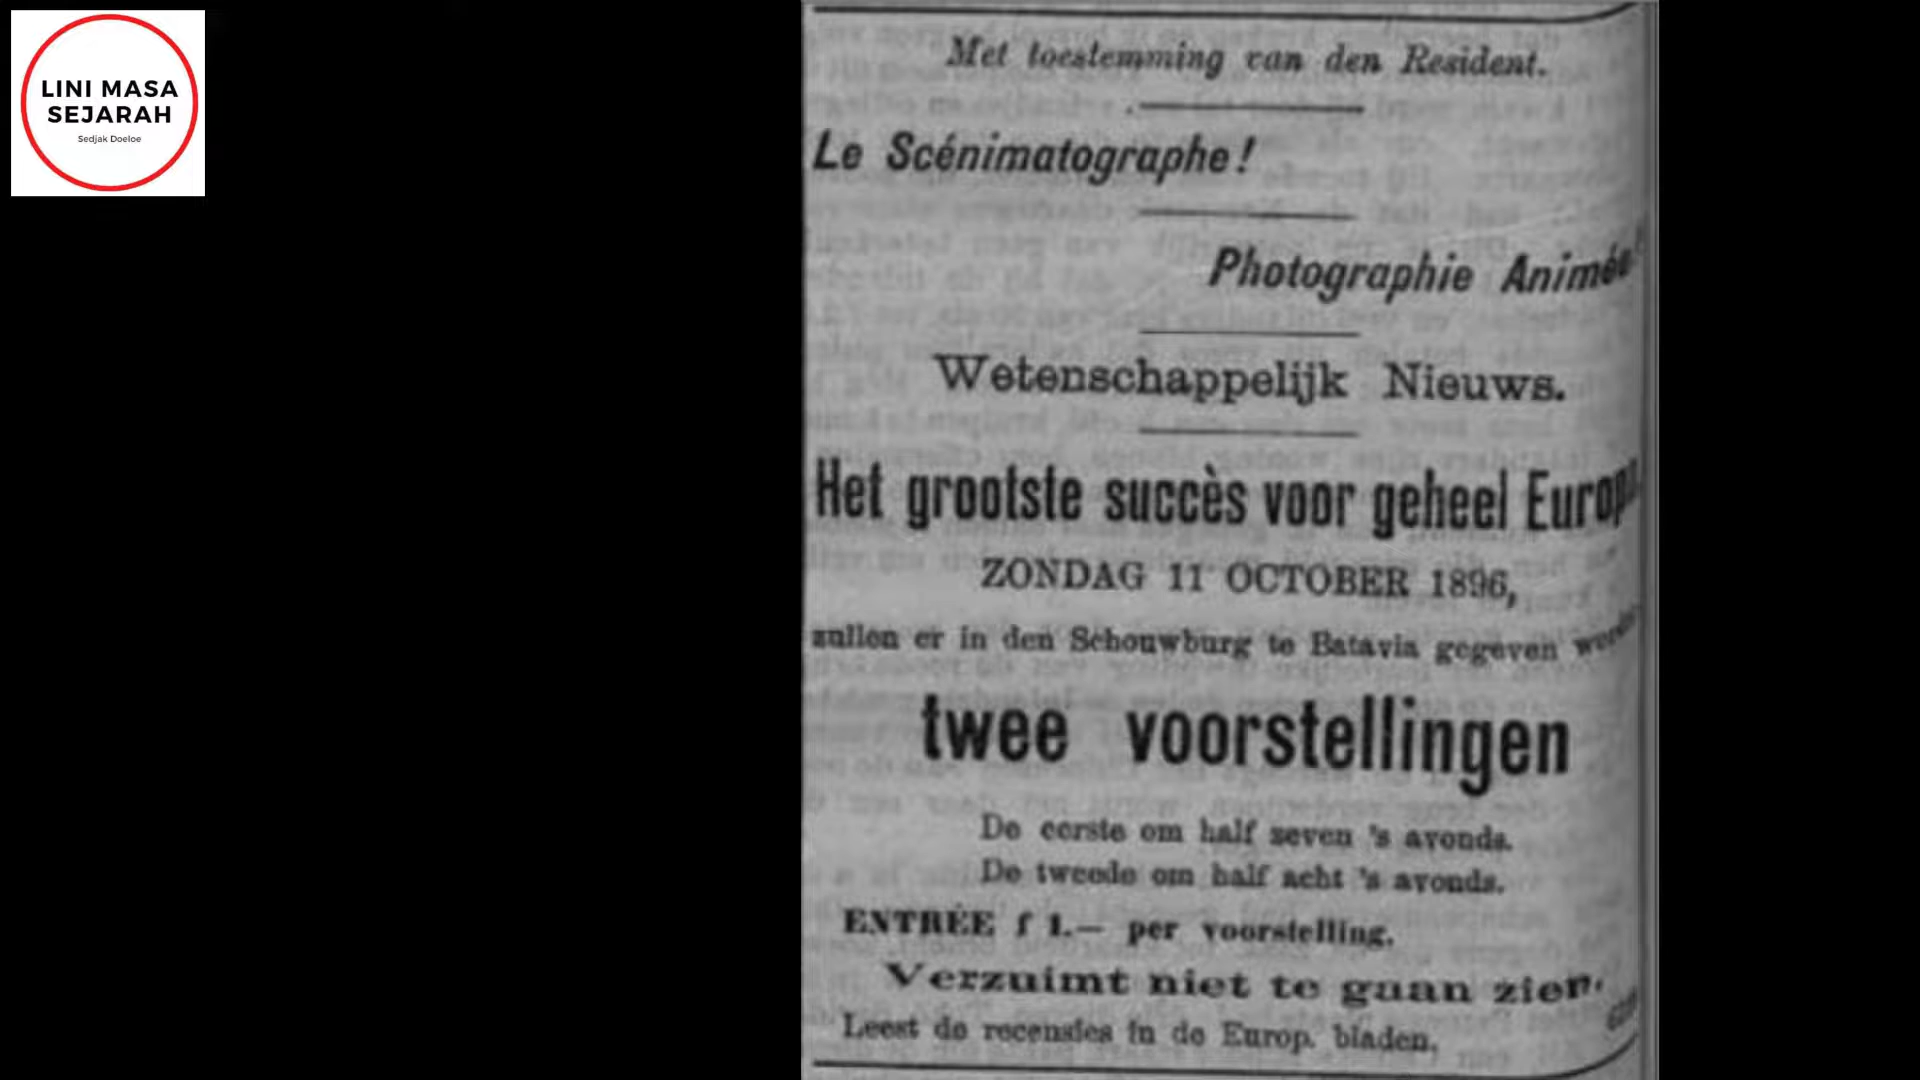 LINI MASA
SEJARAH
Sedjak Doeloe
Met toestemming van den Resident.
Le Scénimatographe!
Photographie Animée!
Wetenschappelijk Nieuws.
Het grootste succès voor geheel
ZONDAG 11 OCTOBER 1896,
zullen er in den Schouwburg te Batavia gegeven
twee voorstellingen
De eerste om half zeven 's avonds.
De tweede om half acht 's avonds.
ENTRÉE f 1.— per voorstelling.
Verzuimt niet te gaan zien.
Leest de recensies in de Europ. bladen.